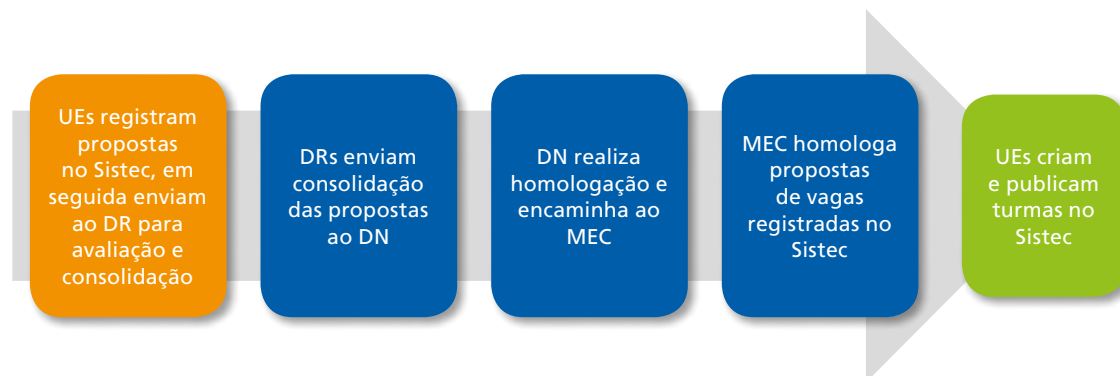 UEs registram
propostas
no Sistec, em
seguida enviam
ao DR para
avaliação e
consolidação
DRs enviam
consolidação
das propostas
ao DN
DN realiza
homologação e
encaminha ao
MEC
MEC homologa
propostas
de vagas
registradas no
Sistec
UEs criam
e publicam
turmas no
Sistec